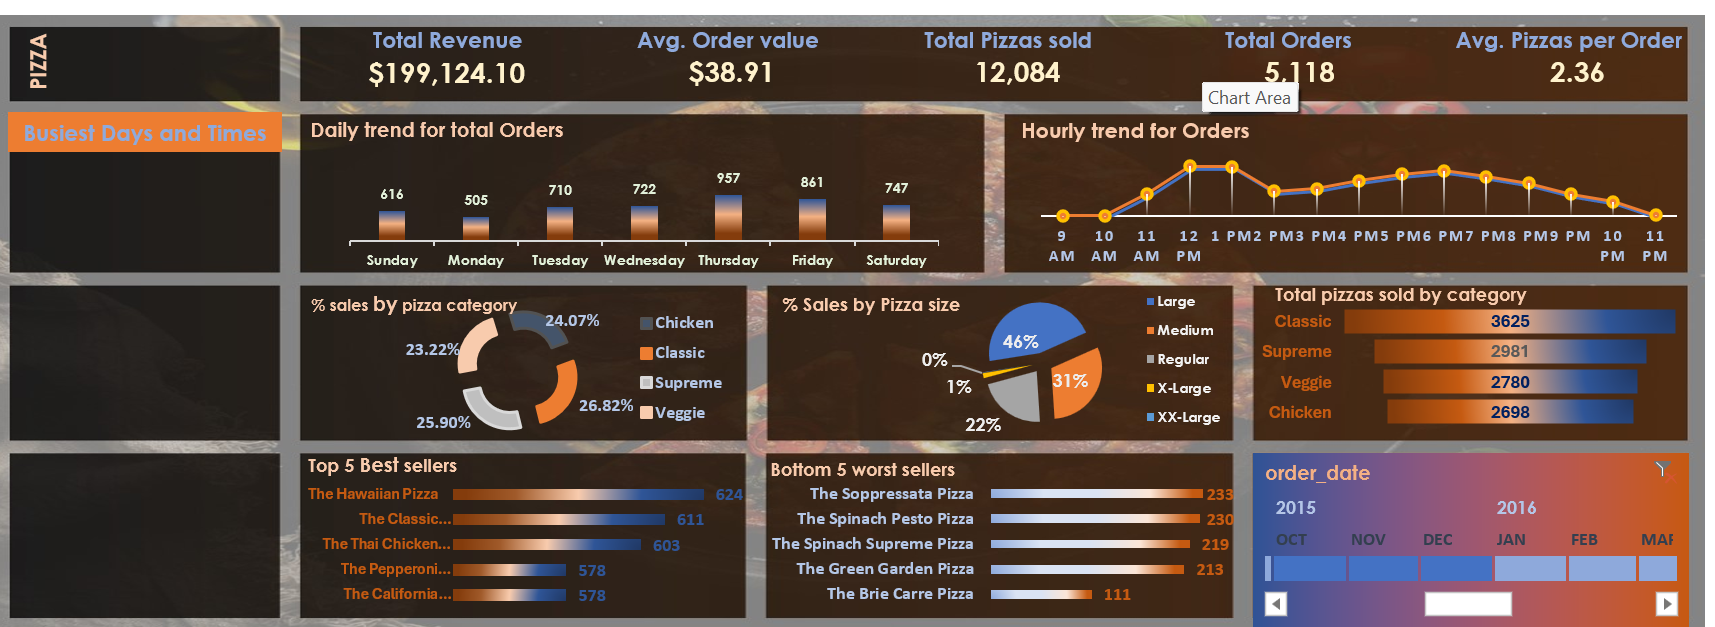 PIZZA
Total Revenue
$199,124.10
Avg. Order value
$38.91
Total Pizzas sold
12,084
Total Orders
5,118
Avg. Pizzas per Order
2.36
Chart Area
Busiest Days and Times
Daily trend for total Orders
616 505 710 722 957 861 747
Sunday Monday Tuesday Wednesday Thursday Friday Saturday
Hourly trend for Orders
9 AM
10 AM
11 AM
12 PM
1 PM
2 PM
3 PM
4 PM
5 PM
6 PM
7 PM
8 PM
9 PM
10 PM
11 PM
% sales by pizza category
24.07%
23.22%
26.82%
25.90%
Chicken
Classic
Supreme
Veggie
% Sales by Pizza size
46%
0%
1%
31%
22%
Large
Medium
Regular
X-Large
XX-Large
Total pizzas sold by category
Classic 3625
Supreme 2981
Veggie 2780
Chicken 2698
Top 5 Best sellers
The Hawaiian Pizza 624
The Classic... 611
The Thai Chicken... 603
The Pepperoni... 578
The California... 578
Bottom 5 worst sellers
The Soppressata Pizza 233
The Spinach Pesto Pizza 230
The Spinach Supreme Pizza 219
The Green Garden Pizza 213
The Brie Carre Pizza 111
order_date
2015 2016
OCT NOV DEC JAN FEB MAR